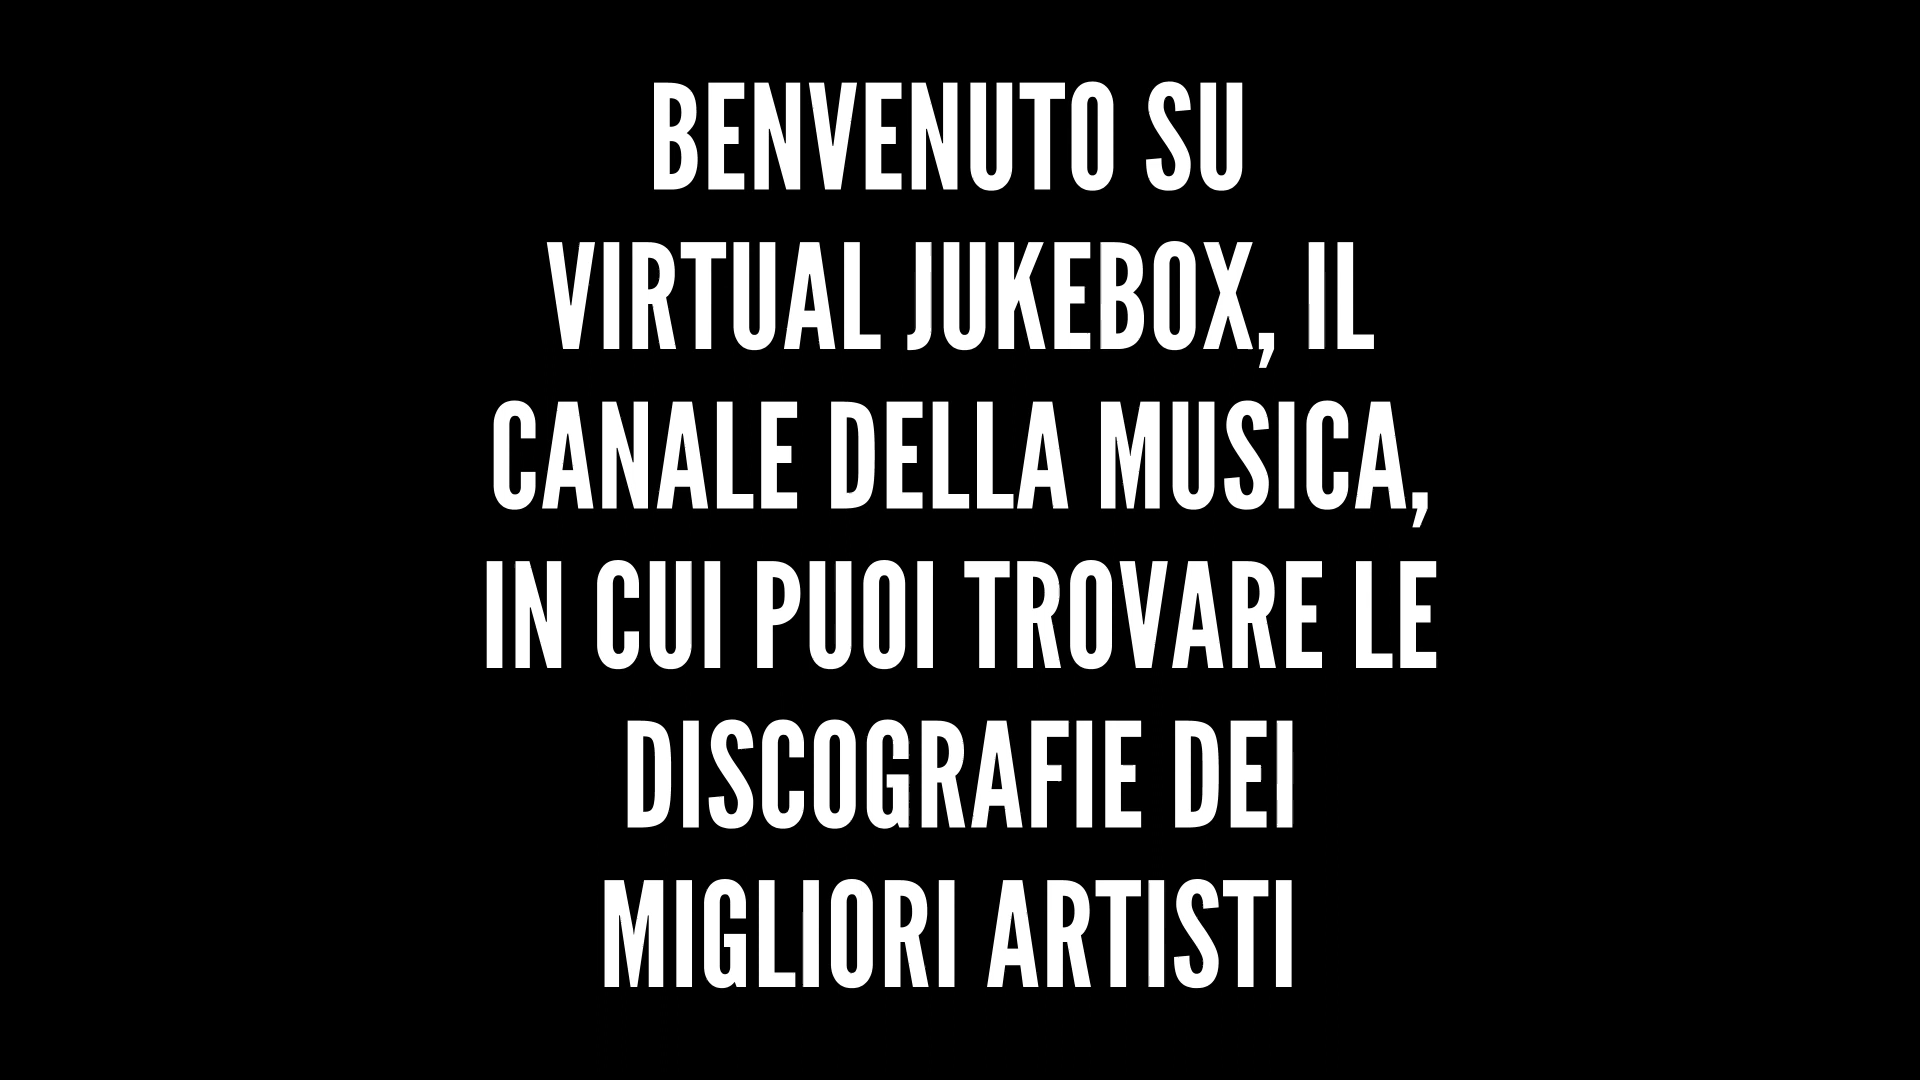 BENVENUTO SU
VIRTUAL JUKEBOX, IL
CANALE DELLA MUSICA,
IN CUI PUOI TROVARE LE
DISCOGRAFIE DEI
MIGLIORI ARTISTI